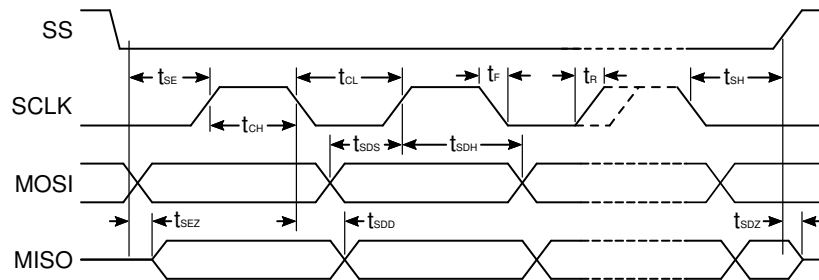 SS
tSE tCL tF tR tSH
SCLK
tCH
tSDS tSDH
MOSI
tSEZ tSDD tSDZ
MISO